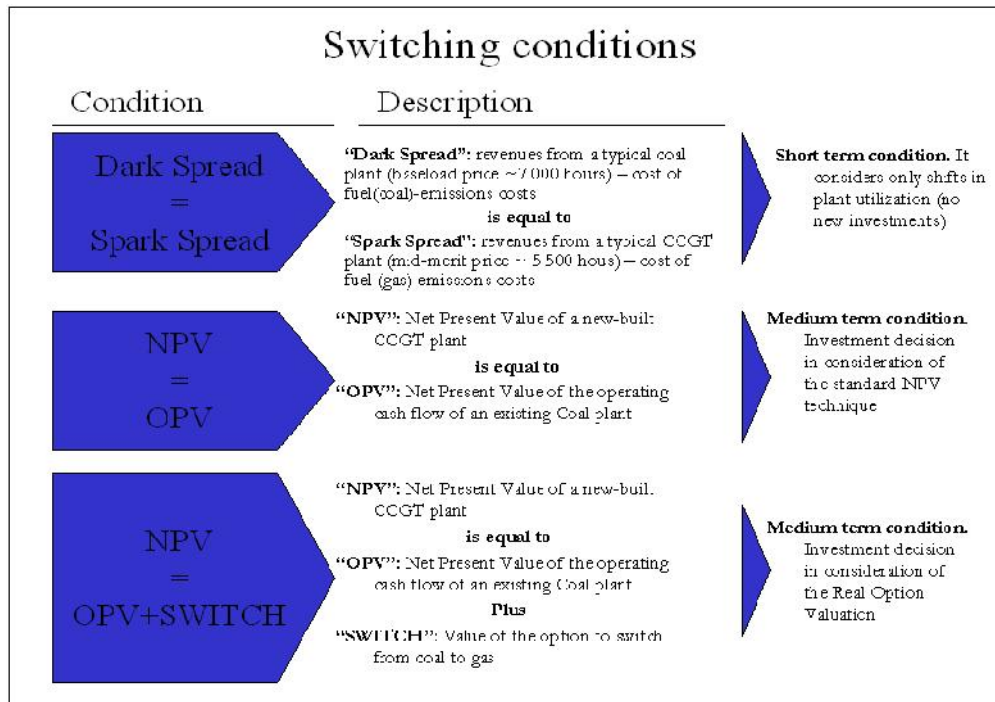 Switching conditions
Condition
Description
Dark Spread
=
Spark Spread
“Dark Spread”: revenues from a typical coal
plant (baseload price ~7 000 hours) – cost of
fuel(coal)-emissions costs
is equal to
“Spark Spread”: revenues from a typical CCGT
plant (mid-merit price ~ 5 500 hous) – cost of
fuel (gas) emissions costs
Short term condition. It
considers only shifts in
plant utilization (no
new investments)
NPV
=
OPV
“NPV”: Net Present Value of a new-built
CCGT plant
is equal to
“OPV”: Net Present Value of the operating
cash flow of an existing Coal plant
Medium term condition.
Investment decision
in consideration of
the standard NPV
technique
NPV
=
OPV+SWITCH
“NPV”: Net Present Value of a new-built
CCGT plant
is equal to
“OPV”: Net Present Value of the operating
cash flow of an existing Coal plant
Plus
“SWITCH”: Value of the option to switch
from coal to gas
Medium term condition.
Investment decision
in consideration of
the Real Option
Valuation